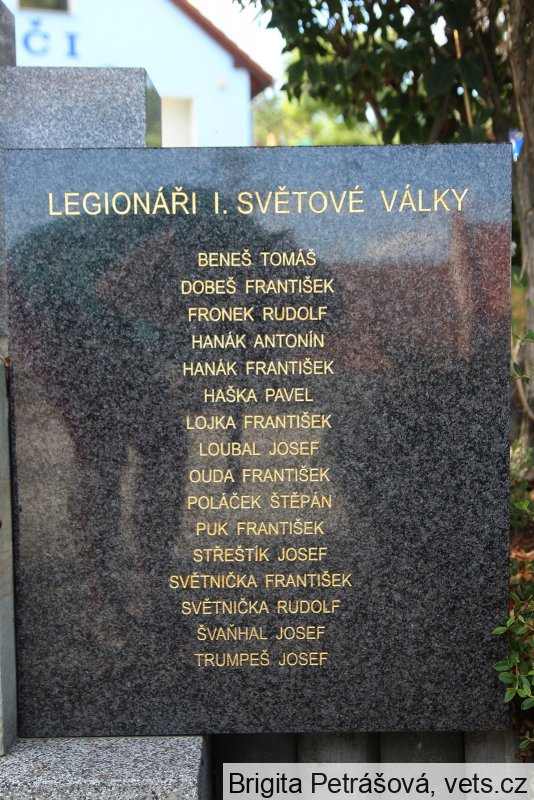 ČI
LEGIONÁŘI I. SVĚTOVÉ VÁLKY
BENEŠ TOMÁŠ
DOBEŠ FRANTIŠEK
FRONEK RUDOLF
HANÁK ANTONÍN
HANÁK FRANTIŠEK
HAŠKA PAVEL
LOJKA FRANTIŠEK
LOUBAL JOSEF
OUDA FRANTIŠEK
POLÁČEK ŠTĚPÁN
PUK FRANTIŠEK
STŘEŠTÍK JOSEF
SVĚTNIČKA FRANTIŠEK
SVĚTNIČKA RUDOLF
ŠVAŇHAL JOSEF
TRUMPEŠ JOSEF
Brigita Petrášová, vets.cz